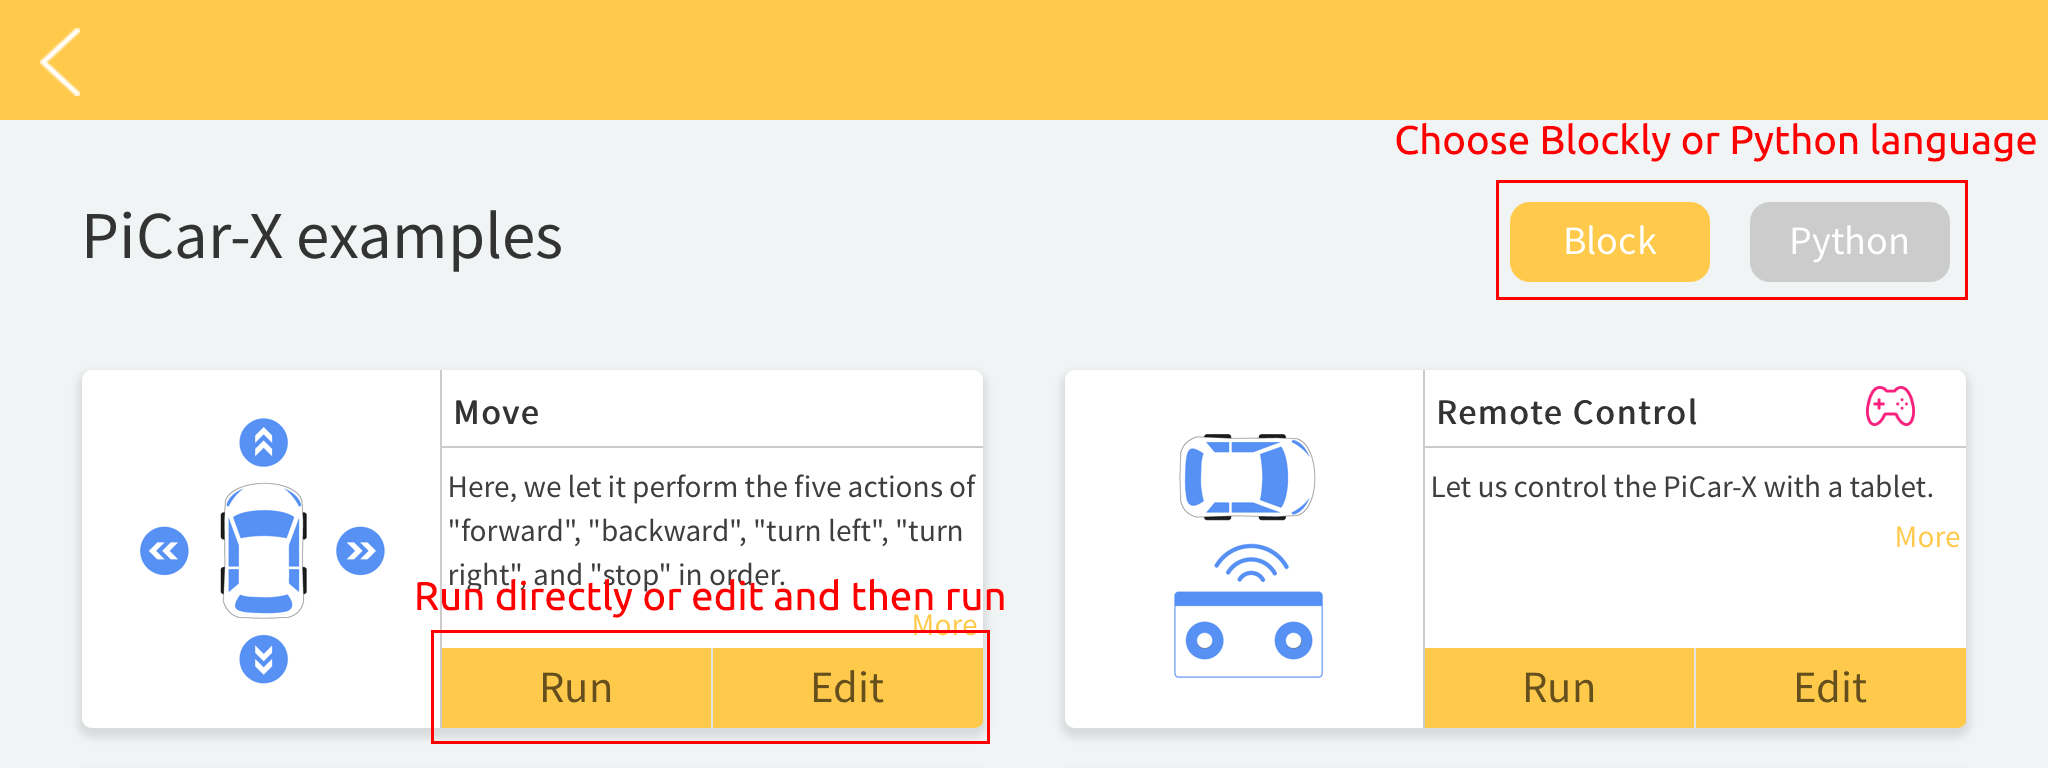 Choose Blockly or Python language
PiCar-X examples
Block
Python
Move
Here, we let it perform the five actions of
"forward", "backward", "turn left", "turn
right", and "stop" in order.
Run directly or edit and then run
More
Run
Edit
Remote Control
Let us control the PiCar-X with a tablet.
More
Run
Edit